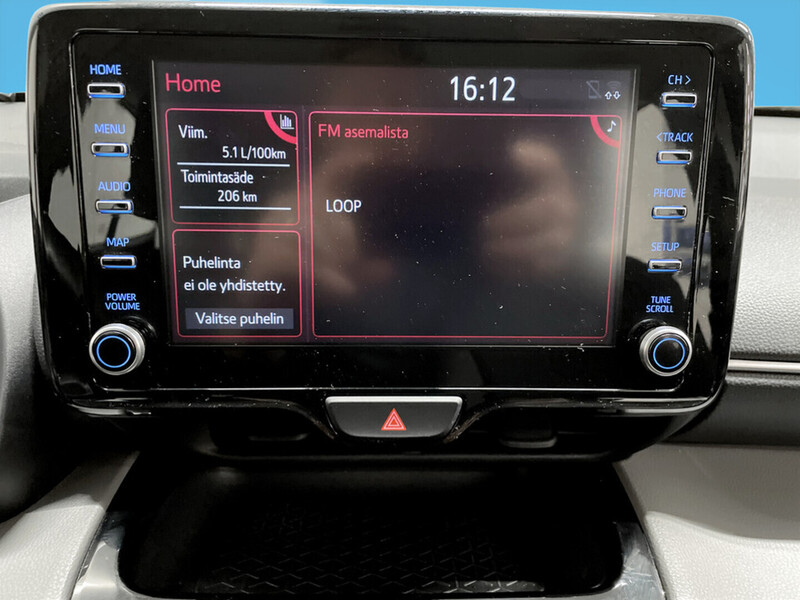 HOME
MENU
AUDIO
MAP
POWER
VOLUME
Home
16:12
Viim.
5.1 L/100km
Toimintasäde
206 km
Puhelinta
ei ole yhdistetty.
Valitse puhelin
FM asemalista
LOOP
CH >
< TRACK
PHONE
SETUP
TUNE
SCROLL